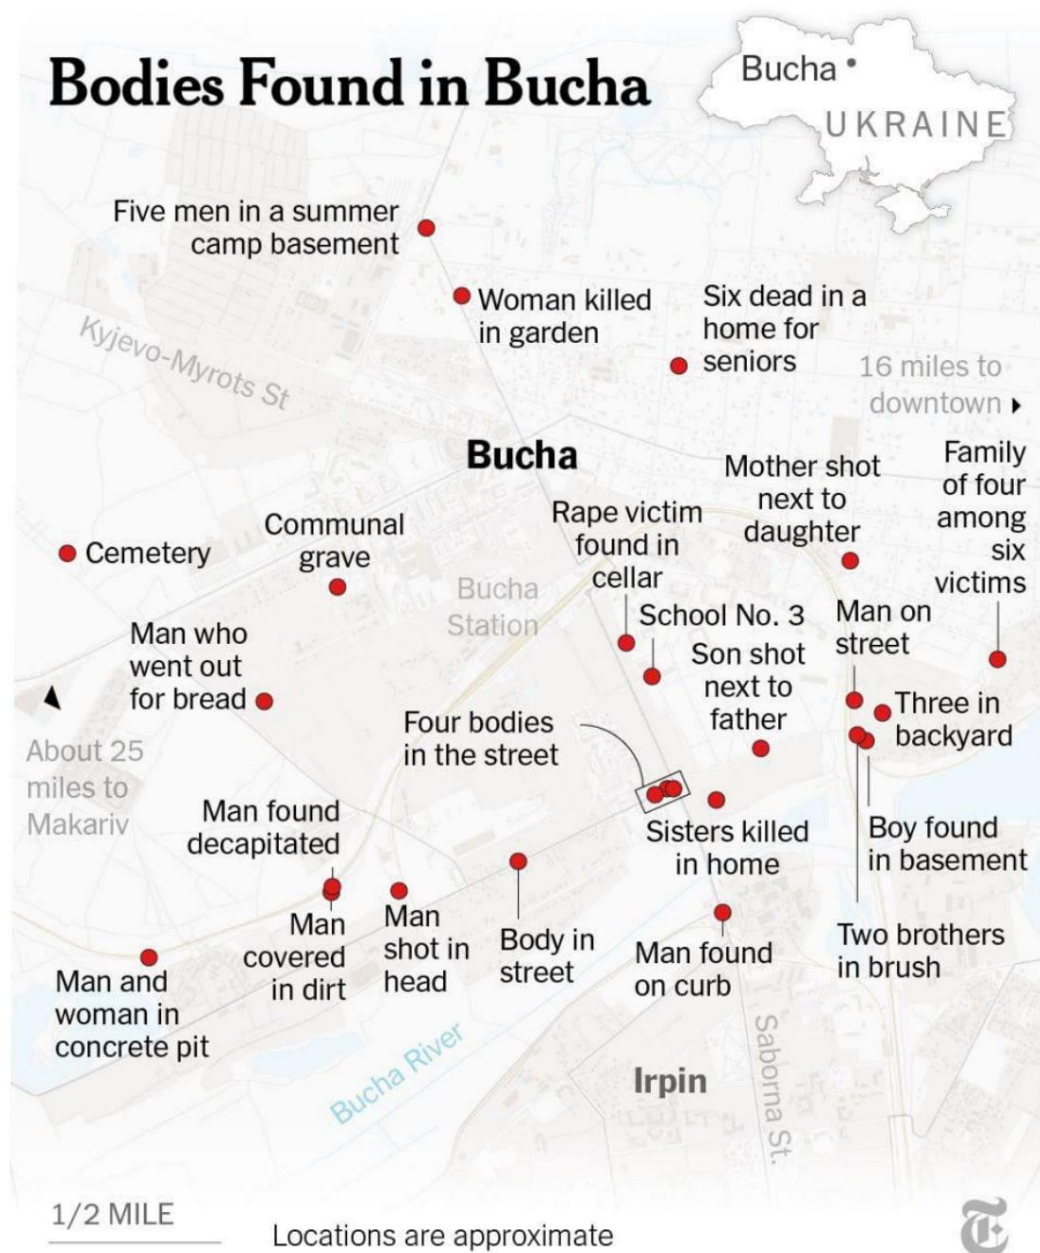 Bodies Found in Bucha
Bucha
UKRAINE
Five men in a summer
camp basement
Woman killed
in garden
Six dead in a
home for
seniors
Kyjevo-Myrots St
16 miles to
downtown
Bucha
Mother shot
next to
daughter
Family
of four
among
six
victims
Rape victim
found in
cellar
Communal
grave
Cemetery
Bucha
Station
School No. 3
Man on
street
Man who
went out
for bread
Son shot
next to
father
Three in
backyard
Four bodies
in the street
About 25
miles to
Makariv
Man found
decapitated
Sisters killed
in home
Boy found
in basement
Man
covered
in dirt
Man
shot in
head
Body in
street
Man found
on curb
Two brothers
in brush
Man and
woman in
concrete pit
Bucha River
Saborna St.
Irpin
1/2 MILE
Locations are approximate
T